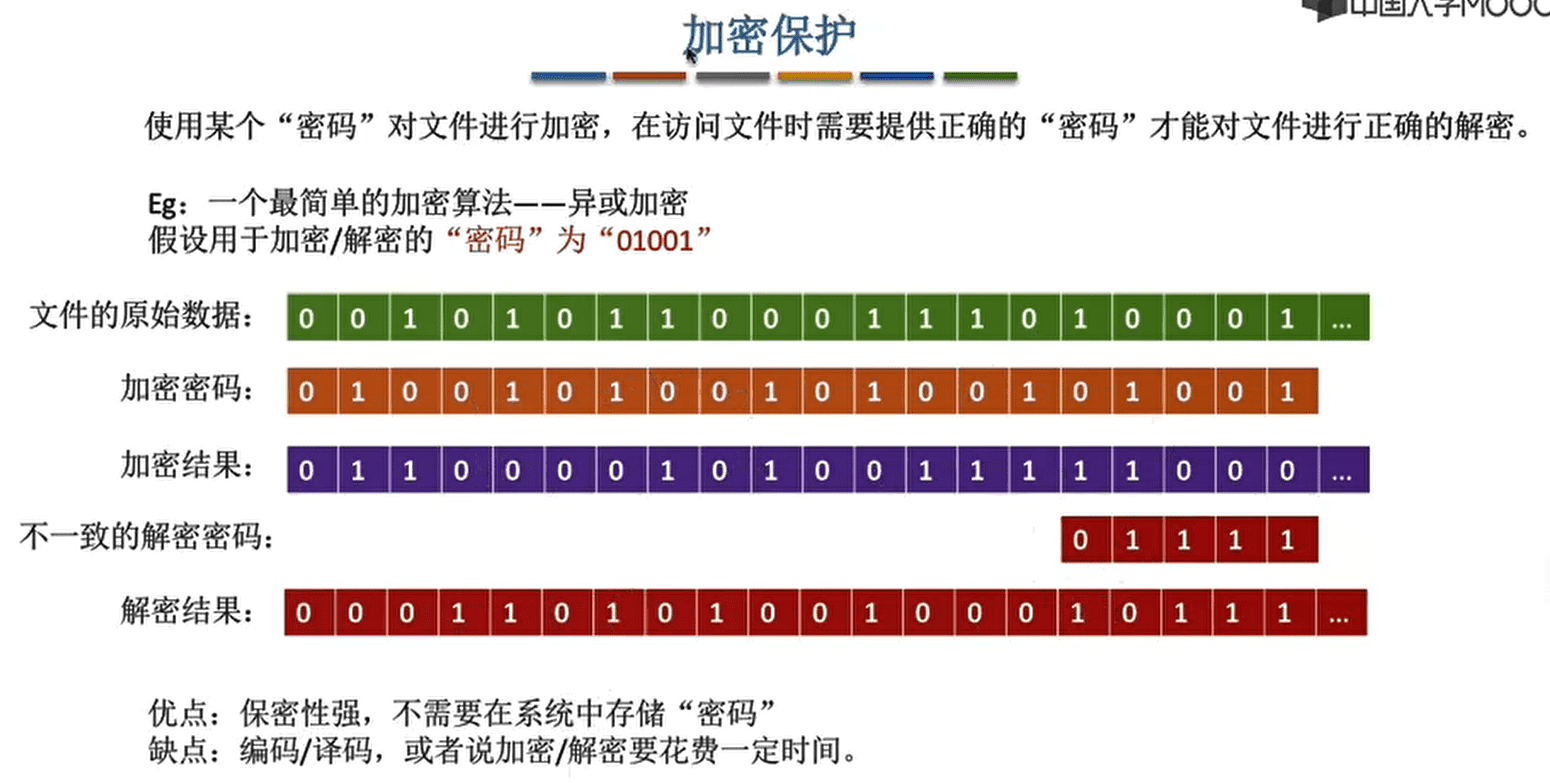 中国大学MOOC
加密保护
使用某个“密码”对文件进行加密，在访问文件时需要提供正确的“密码”才能对文件进行正确的解密。
Eg：一个最简单的加密算法——异或加密
假设用于加密/解密的“密码”为“01001”
文件的原始数据： 0 0 1 0 1 0 1 1 0 0 0 1 1 1 0 1 0 0 0 1 ...
加密密码： 0 1 0 0 1 0 1 0 0 1 0 1 0 0 1 0 1 0 0 1
加密结果： 0 1 1 0 0 0 0 1 0 1 0 0 1 1 1 1 1 0 0 0 ...
不一致的解密密码： 0 1 1 1 1
解密结果： 0 0 0 1 1 0 1 0 1 0 0 1 0 0 0 1 0 1 1 1 ...
优点：保密性强，不需要在系统中存储“密码”
缺点：编码/译码，或者说加密/解密要花费一定时间。